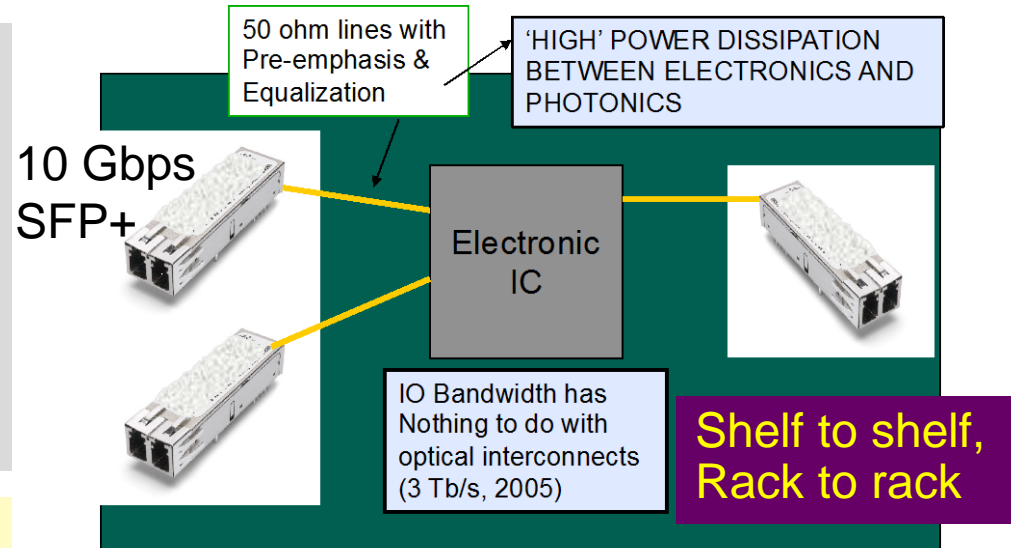 50 ohm lines with
Pre-emphasis &
Equalization
‘HIGH’ POWER DISSIPATION
BETWEEN ELECTRONICS AND
PHOTONICS
10 Gbps
SFP+
Electronic
IC
IO Bandwidth has
Nothing to do with
optical interconnects
(3 Tb/s, 2005)
Shelf to shelf,
Rack to rack